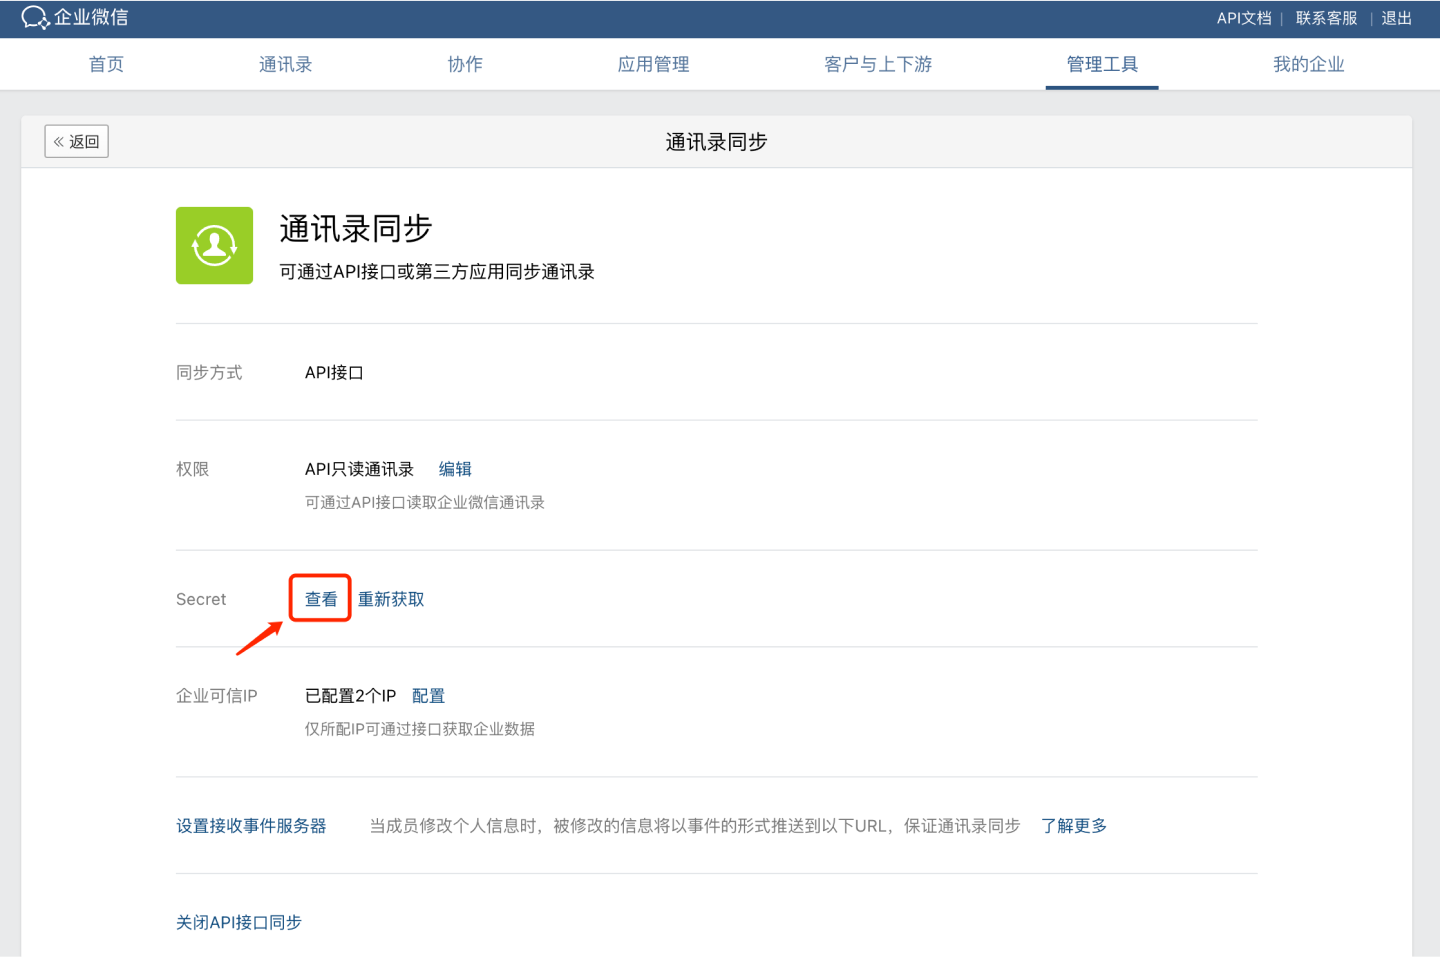 企业微信
API文档 | 联系客服 | 退出
首页 通讯录 协作 应用管理 客户与上下游 管理工具 我的企业
« 返回 通讯录同步
通讯录同步
可通过API接口或第三方应用同步通讯录
同步方式 API接口
权限 API只读通讯录 编辑
可通过API接口读取企业微信通讯录
Secret 查看 重新获取
企业可信IP 已配置2个IP 配置
仅所配IP可通过接口获取企业数据
设置接收事件服务器 当成员修改个人信息时，被修改的信息将以事件的形式推送到以下URL，保证通讯录同步 了解更多
关闭API接口同步